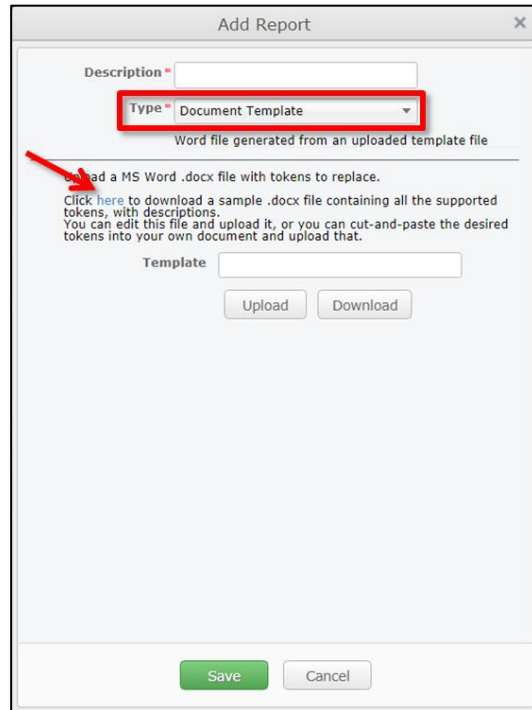 Add Report ×
Description *
Type * Document Template
Word file generated from an uploaded template file
Upload a MS Word .docx file with tokens to replace.
Click here to download a sample .docx file containing all the supported
tokens, with descriptions.
You can edit this file and upload it, or you can cut-and-paste the desired
tokens into your own document and upload that.
Template
Upload Download
Save Cancel